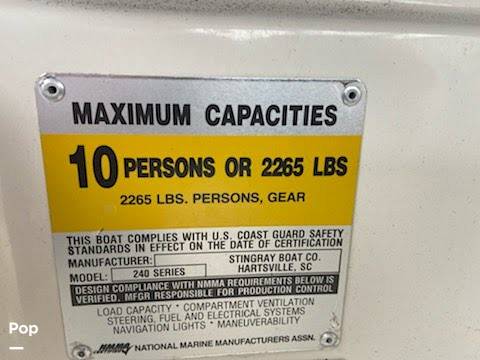 MAXIMUM CAPACITIES
10 PERSONS OR 2265 LBS
2265 LBS. PERSONS, GEAR
THIS BOAT COMPLIES WITH U.S. COAST GUARD SAFETY
STANDARDS IN EFFECT ON THE DATE OF CERTIFICATION
MANUFACTURER: STINGRAY BOAT CO.
HARTSVILLE, SC
MODEL: 240 SERIES
DESIGN COMPLIANCE WITH NMMA REQUIREMENTS BELOW IS
VERIFIED. MFGR RESPONSIBLE FOR PRODUCTION CONTROL
LOAD CAPACITY * COMPARTMENT VENTILATION
STEERING, FUEL AND ELECTRICAL SYSTEMS
NAVIGATION LIGHTS * MANEUVERABILITY
NMMA NATIONAL MARINE MANUFACTURERS ASSN.
Pop